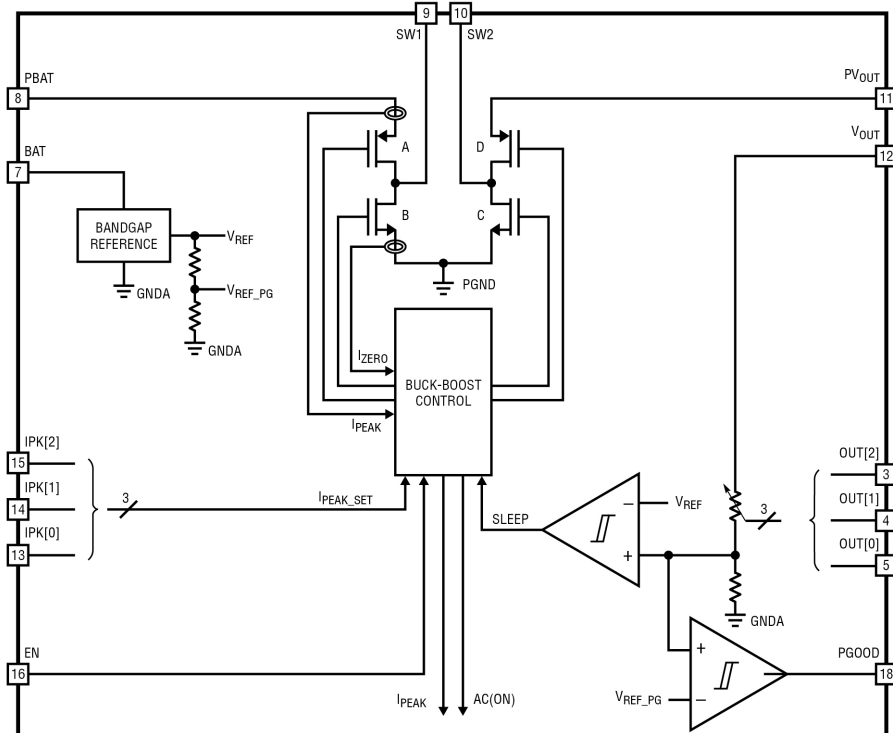 9
10
SW1
SW2
PBAT
8
PVOUT
11
VOUT
12
A
D
BAT
7
B
C
BANDGAP
REFERENCE
VREF
VREF_PG
GNDA
GNDA
PGND
IZERO
BUCK-BOOST
CONTROL
IPEAK
IPK[2]
15
IPK[1]
14
IPK[0]
13
3
IPEAK_SET
OUT[2]
3
OUT[1]
4
OUT[0]
5
3
SLEEP
–
VREF
+
GNDA
EN
16
IPEAK
AC(ON)
+
VREF_PG
–
PGOOD
18